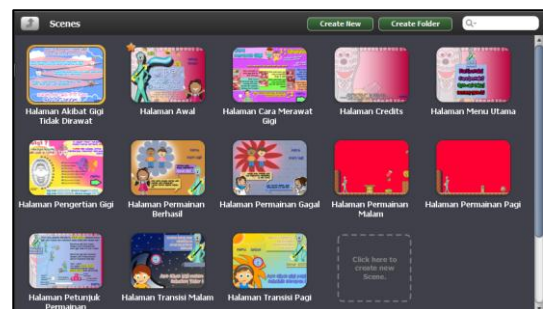 Scenes
Create New
Create Folder
Halaman Akibat Gigi
Tidak Dirawat
Halaman Awal
Halaman Cara Merawat
Gigi
Halaman Credits
Halaman Menu Utama
Halaman Pengertian Gigi
Halaman Permainan
Berhasil
Halaman Permainan Gagal
Halaman Permainan
Malam
Halaman Permainan Pagi
Halaman Petunjuk
Permainan
Halaman Transisi Malam
Halaman Transisi Pagi
Click here to
create new
Scene.